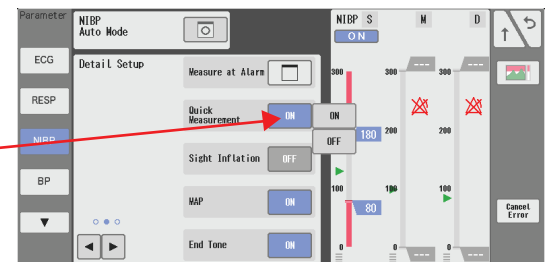 Parameter
ECG
RESP
NIBP
BP
NIBP
Auto Mode
Detail Setup
Measure at Alarm
Quick
Measurement
ON
ON
OFF
Sight Inflation
OFF
MAP
ON
End Tone
ON
NIBP S M D
ON
300 300 --- 300 ---
180 200 200
100 100 100
80
0 0 --- 0 ---
Cancel
Error